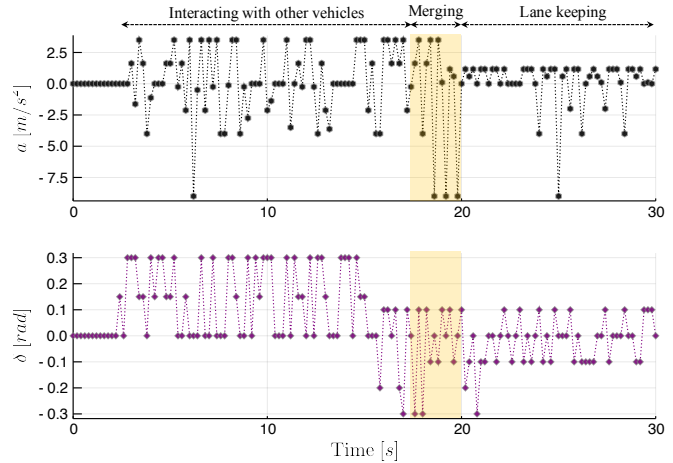 Interacting with other vehicles Merging Lane keeping
a [m/s²]
2.5
0.0
- 2.5
- 5.0
- 7.5
0 10 20 30
δ [rad]
0.3
0.2
0.1
0.0
- 0.1
- 0.2
- 0.3
0 10 20 30
Time [s]